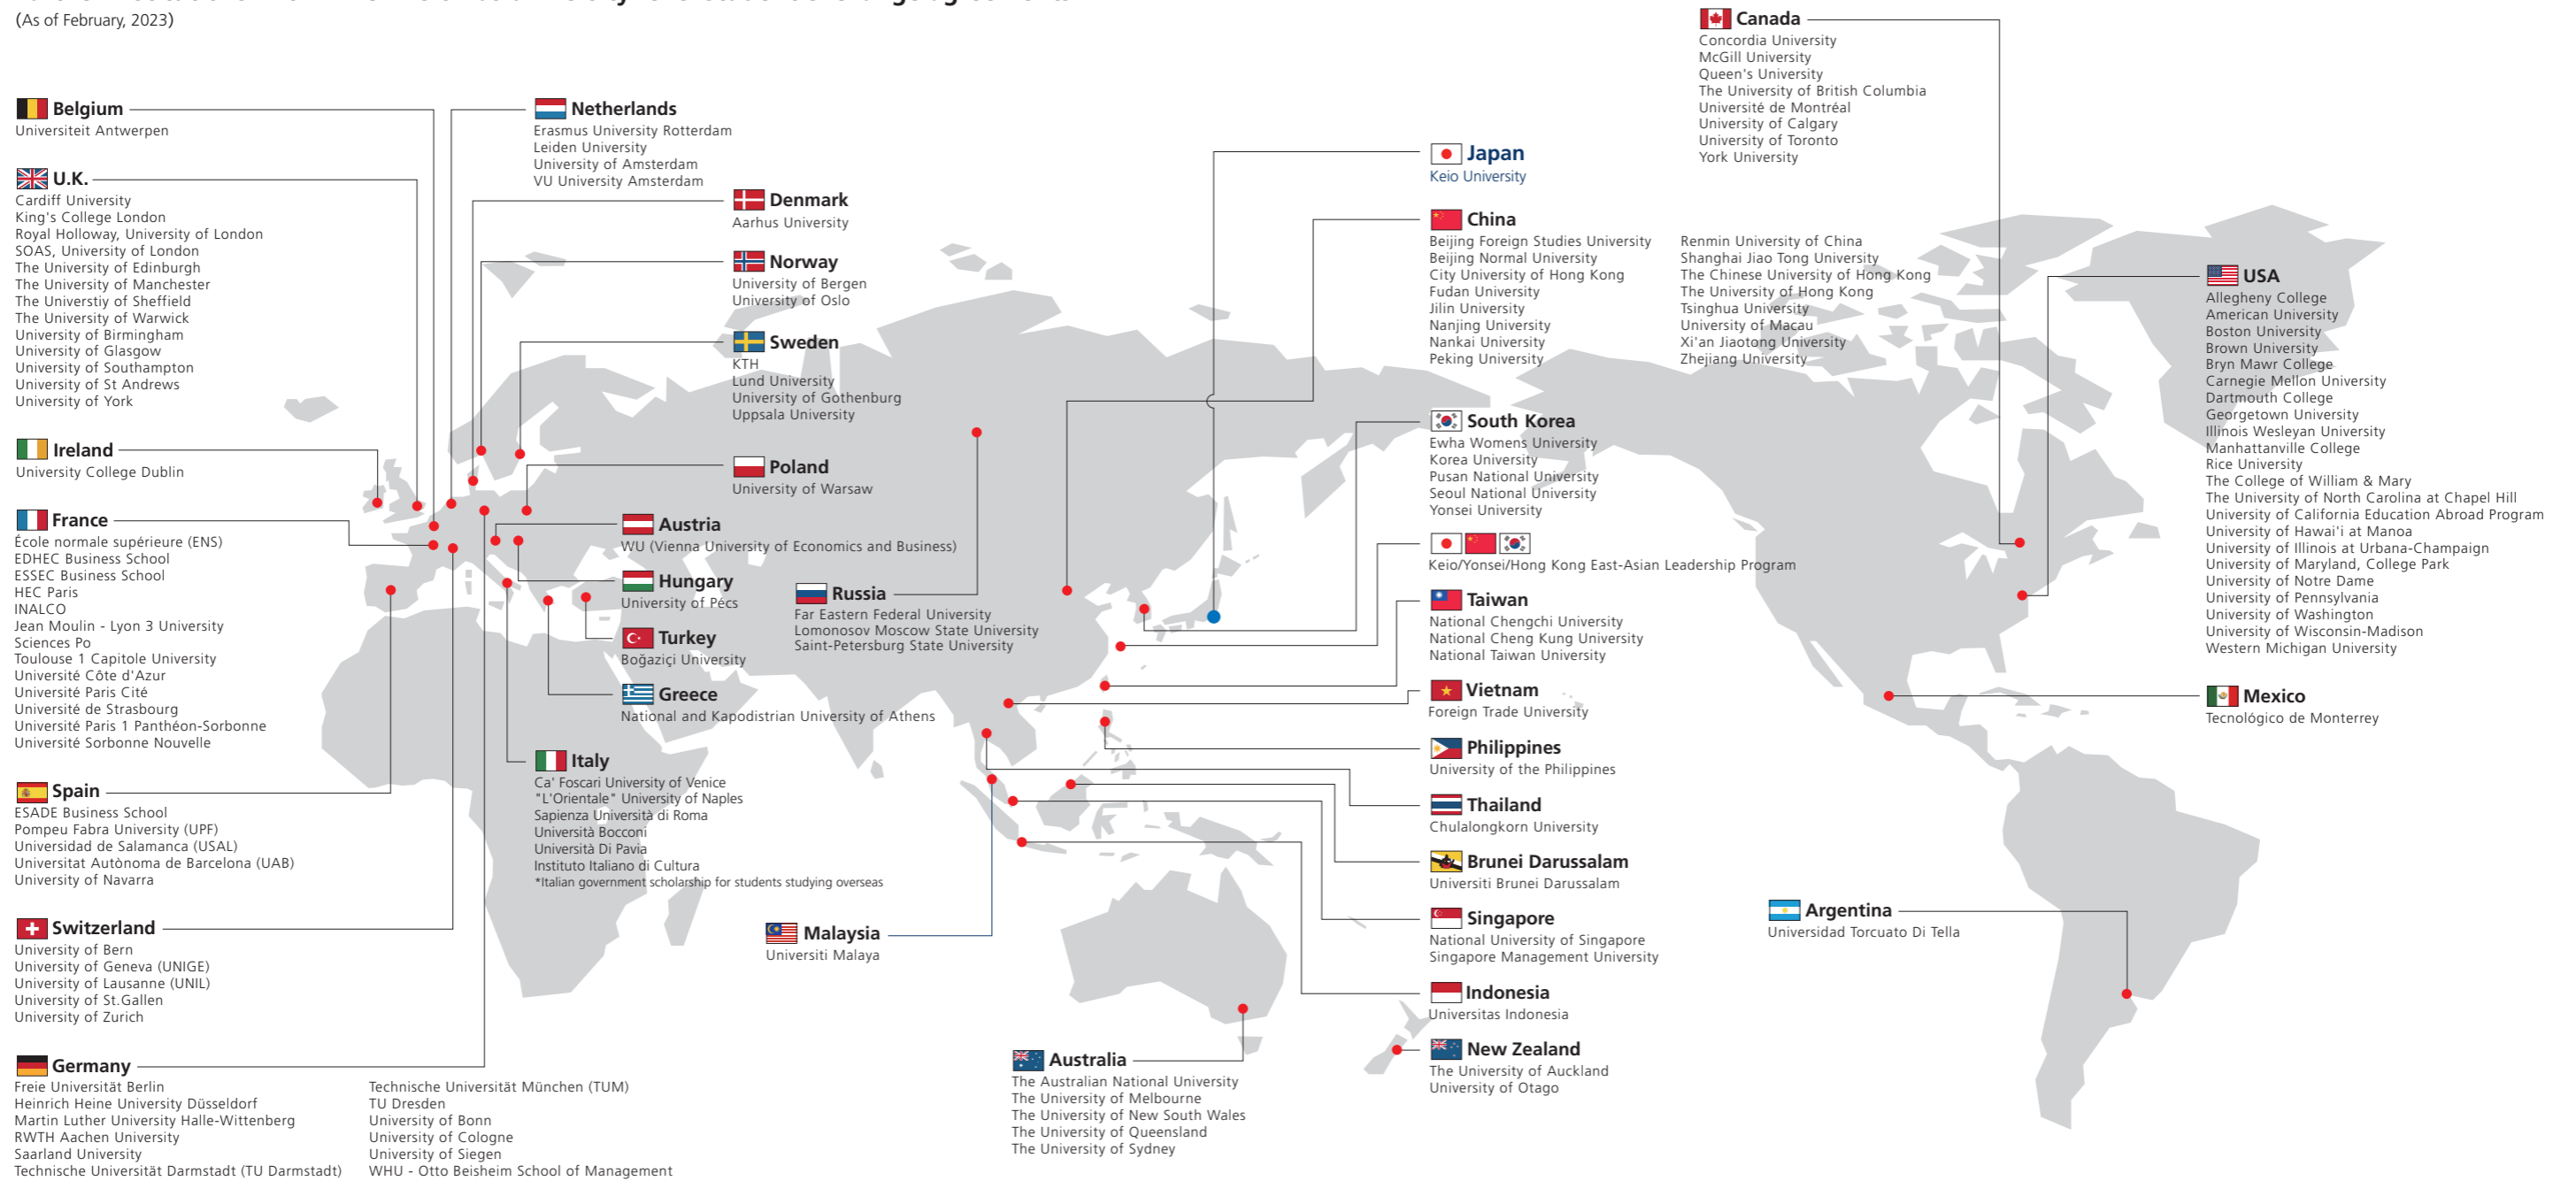 (As of February, 2023)
Belgium
Universiteit Antwerpen
U.K.
Cardiff University
King's College London
Royal Holloway, University of London
SOAS, University of London
The University of Edinburgh
The University of Manchester
The Universtiy of Sheffield
The University of Warwick
University of Birmingham
University of Glasgow
University of Southampton
University of St Andrews
University of York
Ireland
University College Dublin
France
École normale supérieure (ENS)
EDHEC Business School
ESSEC Business School
HEC Paris
INALCO
Jean Moulin - Lyon 3 University
Sciences Po
Toulouse 1 Capitole University
Université Côte d'Azur
Université Paris Cité
Université de Strasbourg
Université Paris 1 Panthéon-Sorbonne
Université Sorbonne Nouvelle
Spain
ESADE Business School
Pompeu Fabra University (UPF)
Universidad de Salamanca (USAL)
Universitat Autònoma de Barcelona (UAB)
University of Navarra
Switzerland
University of Bern
University of Geneva (UNIGE)
University of Lausanne (UNIL)
University of St.Gallen
University of Zurich
Germany
Freie Universität Berlin
Heinrich Heine University Düsseldorf
Martin Luther University Halle-Wittenberg
RWTH Aachen University
Saarland University
Technische Universität Darmstadt (TU Darmstadt)
Technische Universität München (TUM)
TU Dresden
University of Bonn
University of Cologne
University of Siegen
WHU - Otto Beisheim School of Management
Netherlands
Erasmus University Rotterdam
Leiden University
University of Amsterdam
VU University Amsterdam
Denmark
Aarhus University
Norway
University of Bergen
University of Oslo
Sweden
KTH
Lund University
University of Gothenburg
Uppsala University
Poland
University of Warsaw
Austria
WU (Vienna University of Economics and Business)
Hungary
University of Pécs
Turkey
Boğaziçi University
Greece
National and Kapodistrian University of Athens
Italy
Ca' Foscari University of Venice
"L'Orientale" University of Naples
Sapienza Università di Roma
Università Bocconi
Università Di Pavia
Instituto Italiano di Cultura
*Italian government scholarship for students studying overseas
Russia
Far Eastern Federal University
Lomonosov Moscow State University
Saint-Petersburg State University
Malaysia
Universiti Malaya
Australia
The Australian National University
The University of Melbourne
The University of New South Wales
The University of Queensland
The University of Sydney
Japan
Keio University
China
Beijing Foreign Studies University
Beijing Normal University
City University of Hong Kong
Fudan University
Jilin University
Nanjing University
Nankai University
Peking University
Renmin University of China
Shanghai Jiao Tong University
The Chinese University of Hong Kong
The University of Hong Kong
Tsinghua University
University of Macau
Xi'an Jiaotong University
Zhejiang University
South Korea
Ewha Womens University
Korea University
Pusan National University
Seoul National University
Yonsei University
Keio/Yonsei/Hong Kong East-Asian Leadership Program
Taiwan
National Chengchi University
National Cheng Kung University
National Taiwan University
Vietnam
Foreign Trade University
Philippines
University of the Philippines
Thailand
Chulalongkorn University
Brunei Darussalam
Universiti Brunei Darussalam
Singapore
National University of Singapore
Singapore Management University
Indonesia
Universitas Indonesia
New Zealand
The University of Auckland
University of Otago
Canada
Concordia University
McGill University
Queen's University
The University of British Columbia
Université de Montréal
University of Calgary
University of Toronto
York University
USA
Allegheny College
American University
Boston University
Brown University
Bryn Mawr College
Carnegie Mellon University
Dartmouth College
Georgetown University
Illinois Wesleyan University
Manhattanville College
Rice University
The College of William & Mary
The University of North Carolina at Chapel Hill
University of California Education Abroad Program
University of Hawai'i at Manoa
University of Illinois at Urbana-Champaign
University of Maryland, College Park
University of Notre Dame
University of Pennsylvania
University of Washington
University of Wisconsin-Madison
Western Michigan University
Mexico
Tecnológico de Monterrey
Argentina
Universidad Torcuato Di Tella